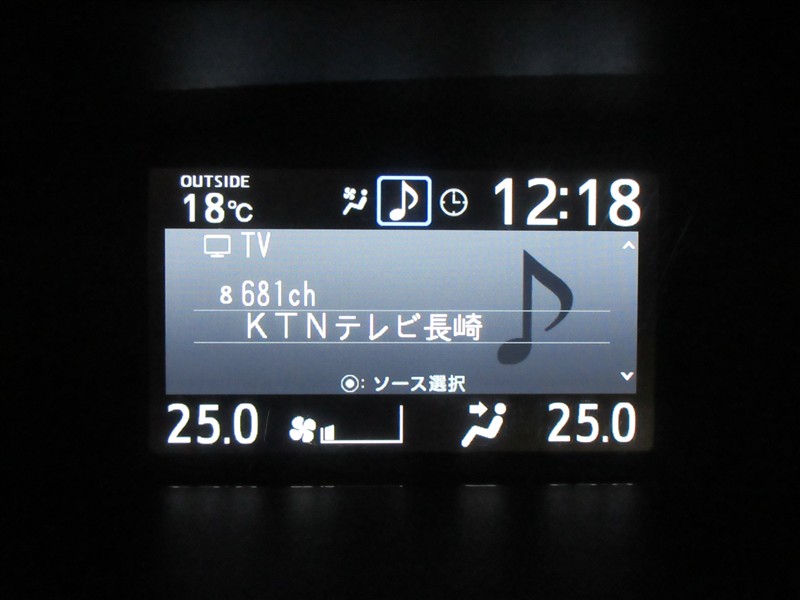 OUTSIDE
18℃
12:18
TV
8 681ch
KTNテレビ長崎
◉: ソース選択
25.0
25.0